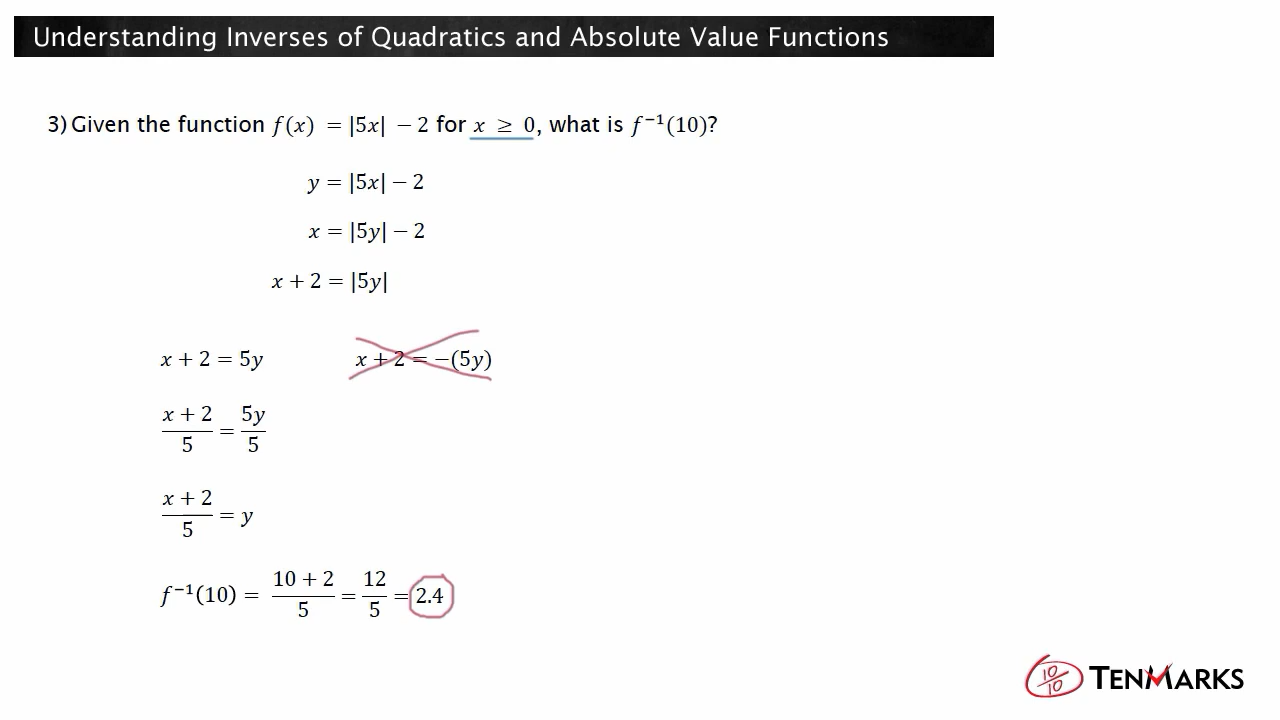 Understanding Inverses of Quadratics and Absolute Value Functions
3) Given the function f(x) = |5x| − 2 for x ≥ 0, what is f⁻¹(10)?
y = |5x| − 2
x = |5y| − 2
x + 2 = |5y|
x + 2 = 5y x + 2 = −(5y)
x + 2 5y
= 
5 5
x + 2
= y
5
f⁻¹(10) = 10 + 2 / 5 = 12 / 5 = 2.4
10/10 TENMARKS